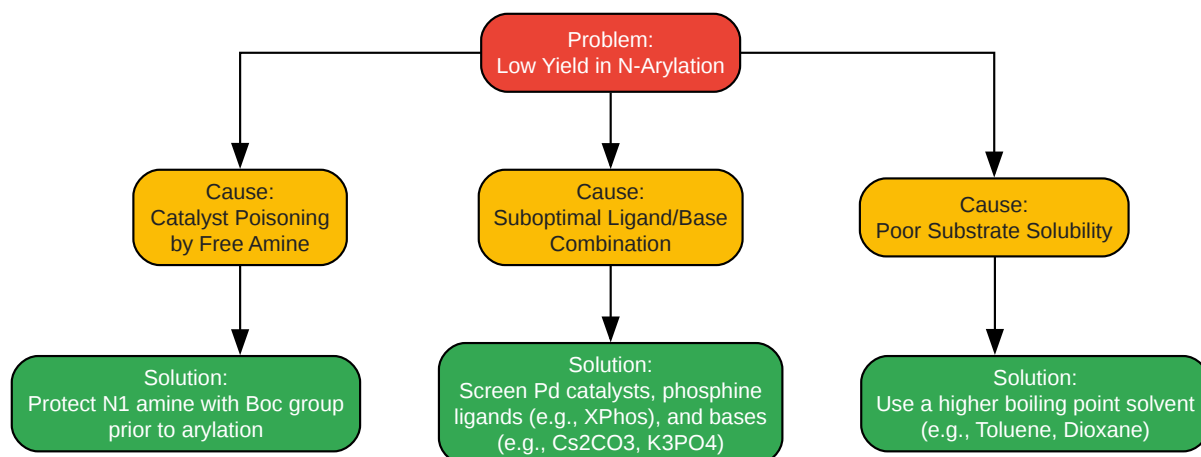 Problem:
Low Yield in N-Arylation
Cause:
Catalyst Poisoning
by Free Amine
Cause:
Suboptimal Ligand/Base
Combination
Cause:
Poor Substrate Solubility
Solution:
Protect N1 amine with Boc group
prior to arylation
Solution:
Screen Pd catalysts, phosphine
ligands (e.g., XPhos), and bases
(e.g., Cs2CO3, K3PO4)
Solution:
Use a higher boiling point solvent
(e.g., Toluene, Dioxane)